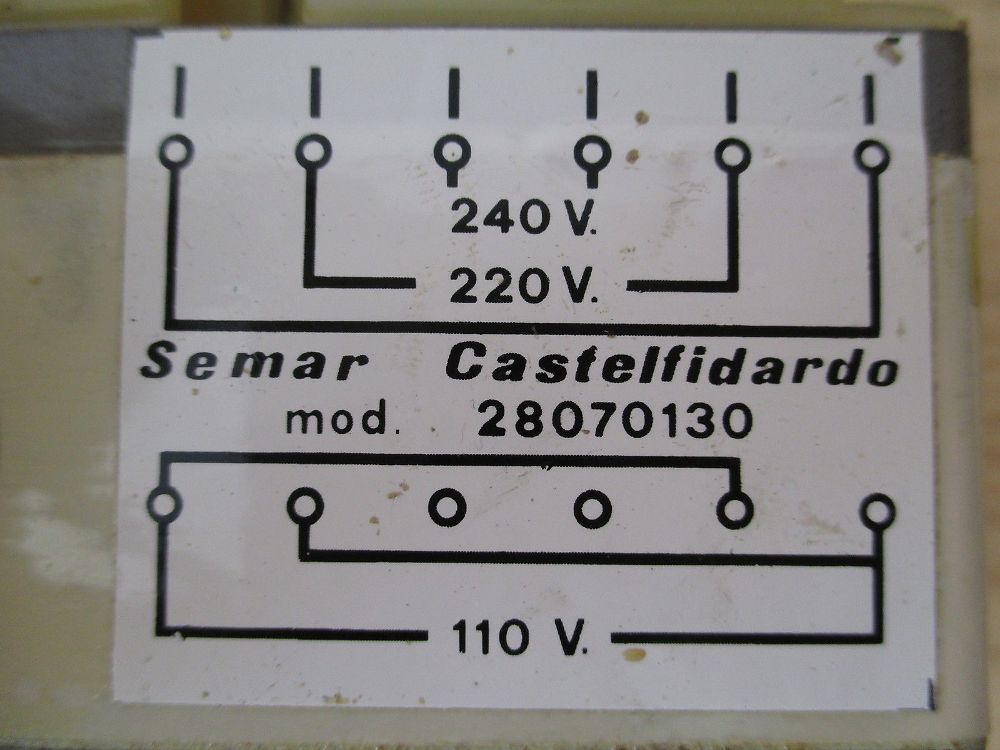 240 V.
220 V.
Semar Castelfidardo
mod. 28070130
110 V.